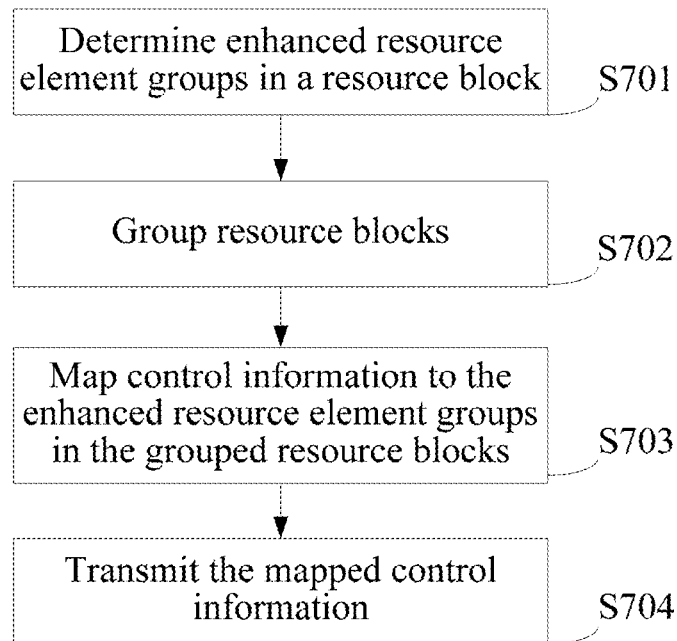 Determine enhanced resource
element groups in a resource block
S701
Group resource blocks
S702
Map control information to the
enhanced resource element groups
in the grouped resource blocks
S703
Transmit the mapped control
information
S704